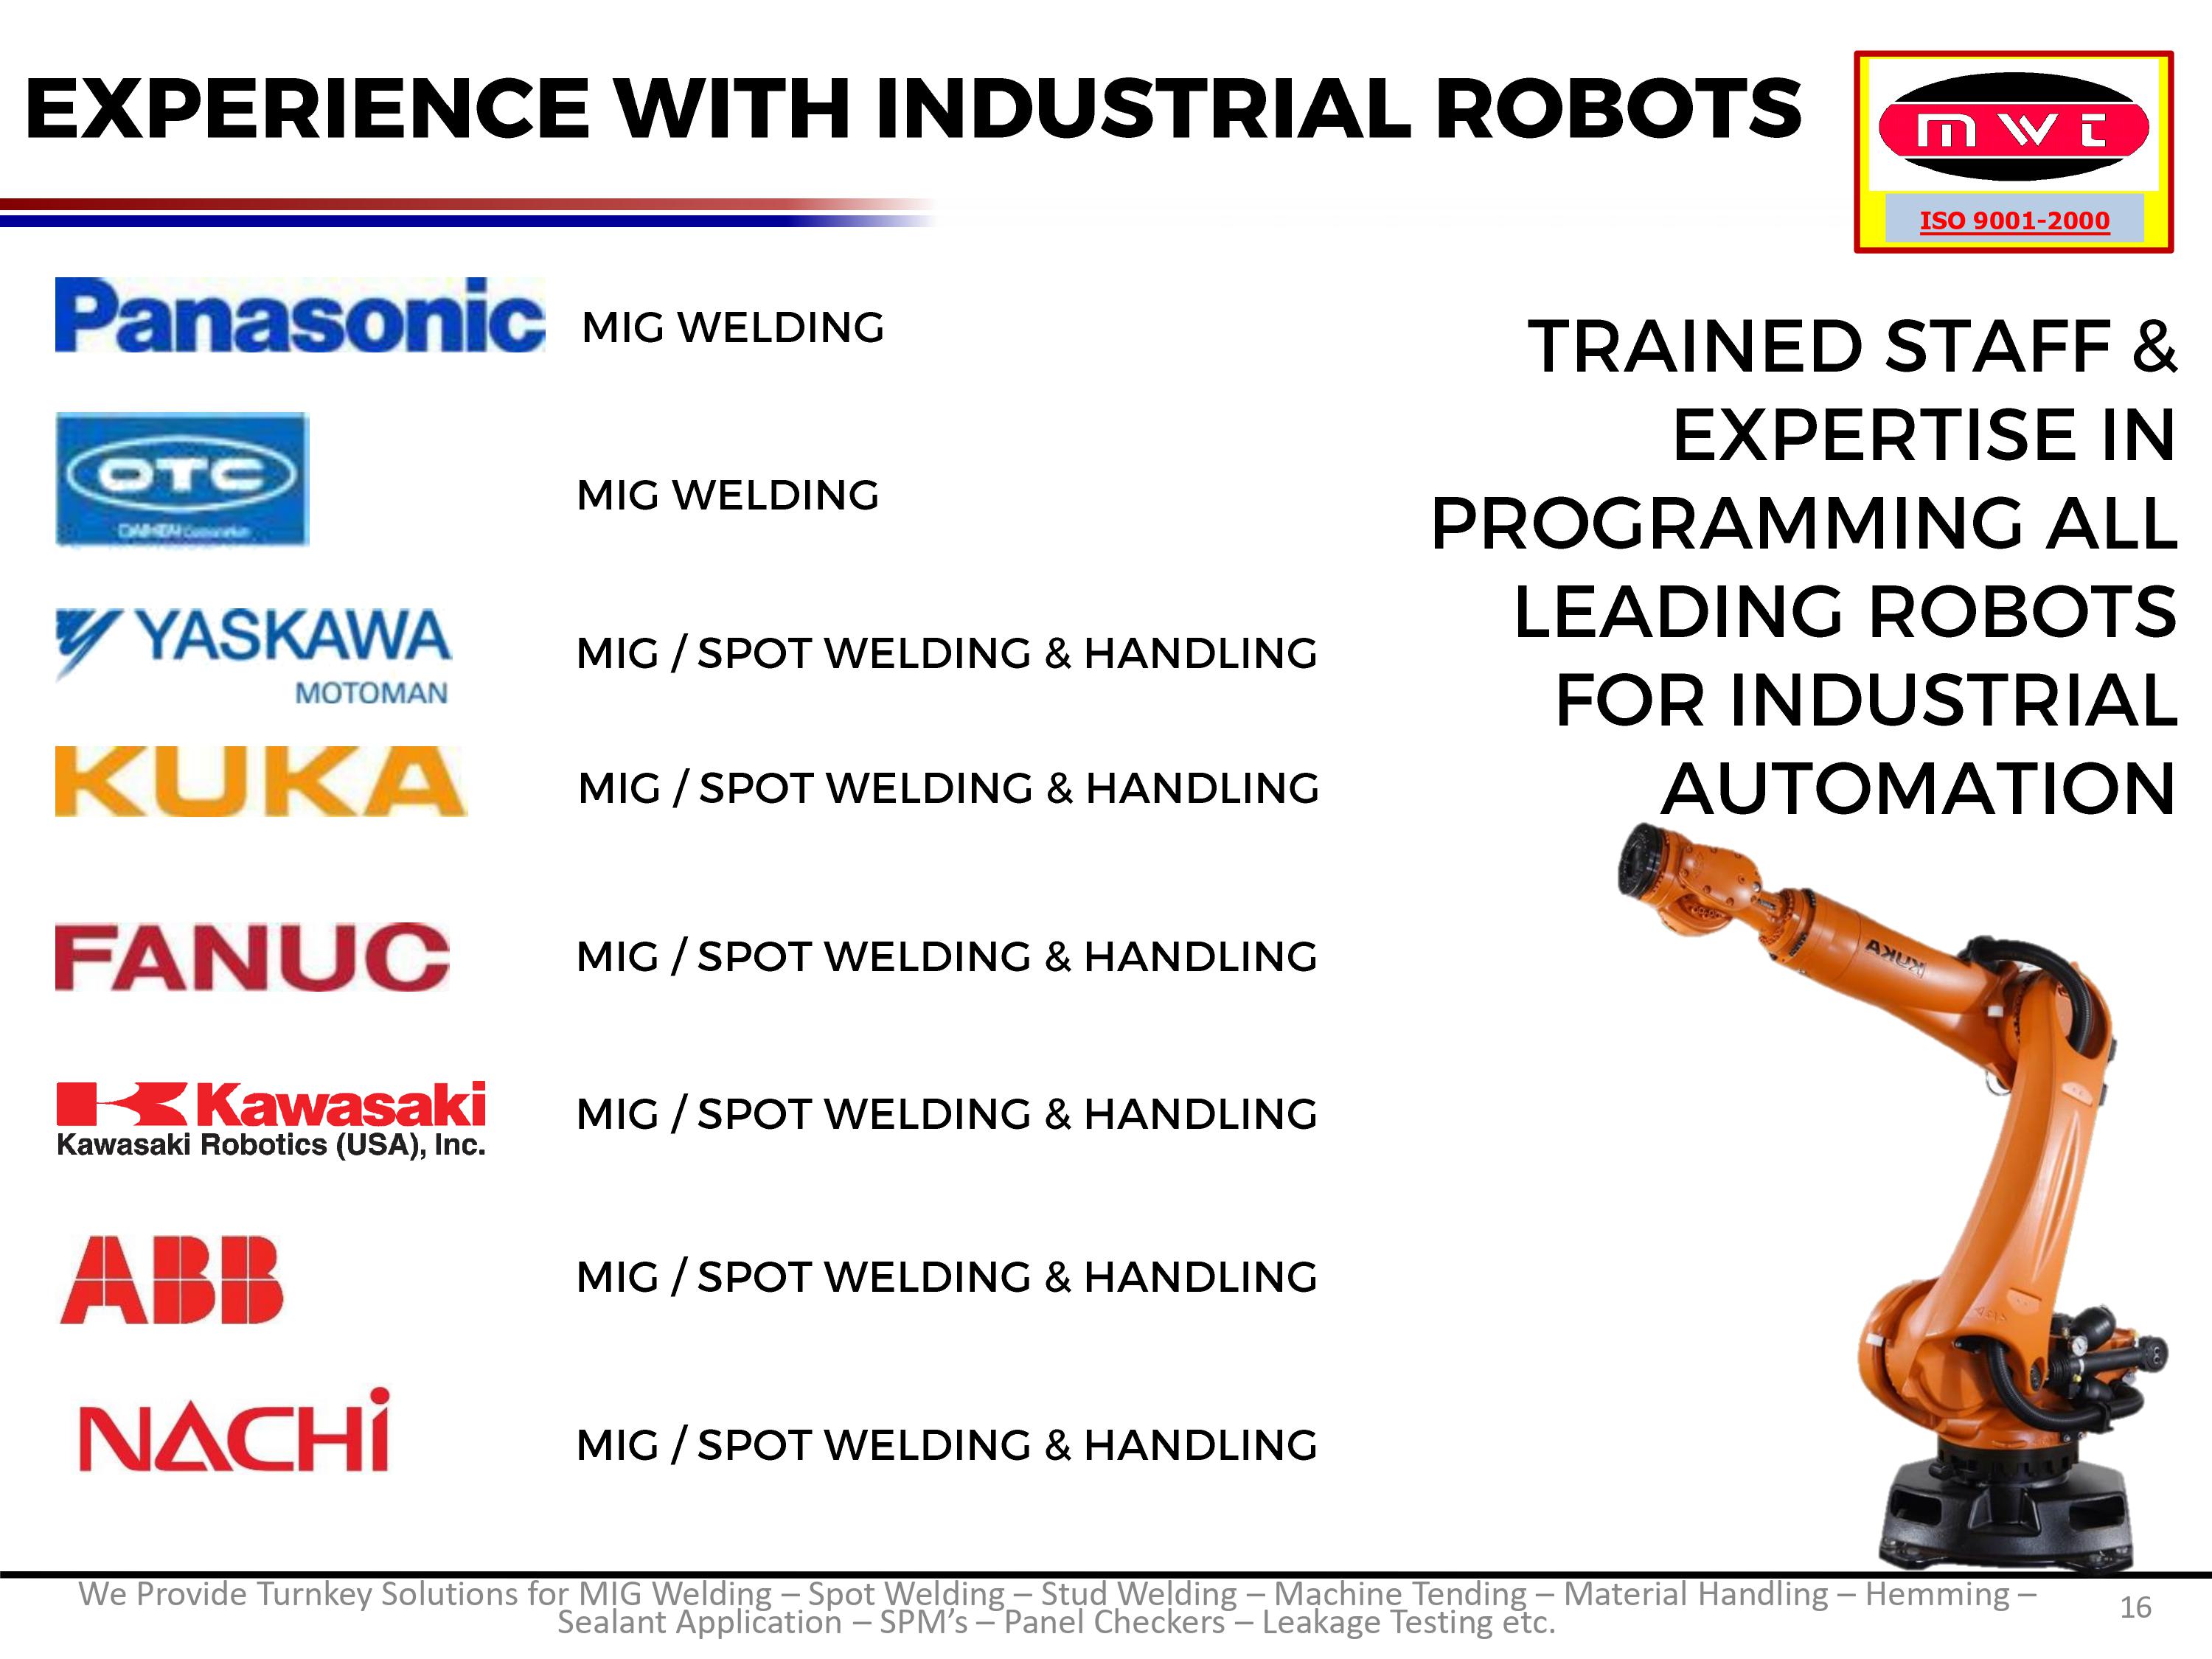 EXPERIENCE WITH INDUSTRIAL ROBOTS
mwt
ISO 9001-2000
Panasonic MIG WELDING
OTC
DAIHEN Corporation
MIG WELDING
YASKAWA
MOTOMAN
MIG / SPOT WELDING & HANDLING
KUKA MIG / SPOT WELDING & HANDLING
FANUC MIG / SPOT WELDING & HANDLING
Kawasaki
Kawasaki Robotics (USA), Inc.
MIG / SPOT WELDING & HANDLING
ABB MIG / SPOT WELDING & HANDLING
NACHi MIG / SPOT WELDING & HANDLING
TRAINED STAFF &
EXPERTISE IN
PROGRAMMING ALL
LEADING ROBOTS
FOR INDUSTRIAL
AUTOMATION
KUKA
We Provide Turnkey Solutions for MIG Welding – Spot Welding – Stud Welding – Machine Tending – Material Handling – Hemming –
Sealant Application – SPM’s – Panel Checkers – Leakage Testing etc.
16